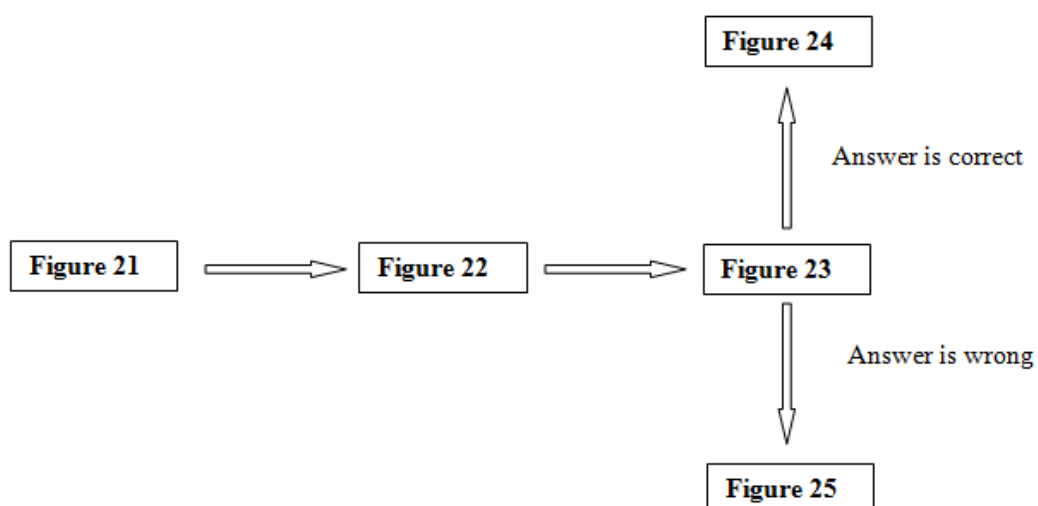 Figure 24
Answer is correct
Figure 21
Figure 22
Figure 23
Answer is wrong
Figure 25